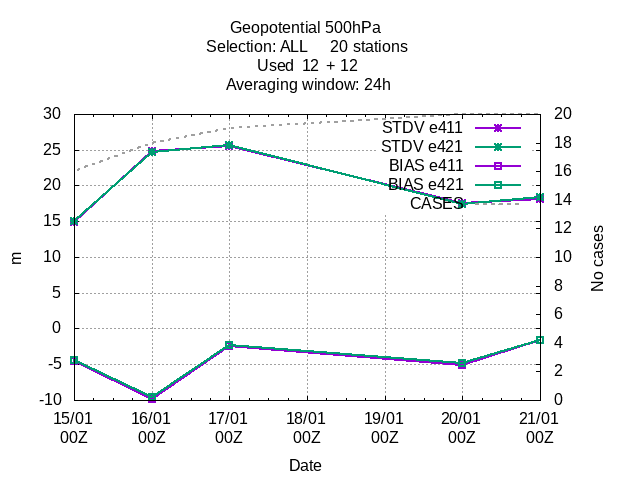 Geopotential 500hPa
Selection: ALL     20 stations
Used  12  + 12
Averaging window: 24h
30
25
20
15
10
5
0
-5
-10
m
20
18
16
14
12
10
8
6
4
2
0
No cases
STDV e411
STDV e421
BIAS e411
BIAS e421
CASES
15/01 16/01 17/01 18/01 19/01 20/01 21/01
00Z 00Z 00Z 00Z 00Z 00Z 00Z
Date